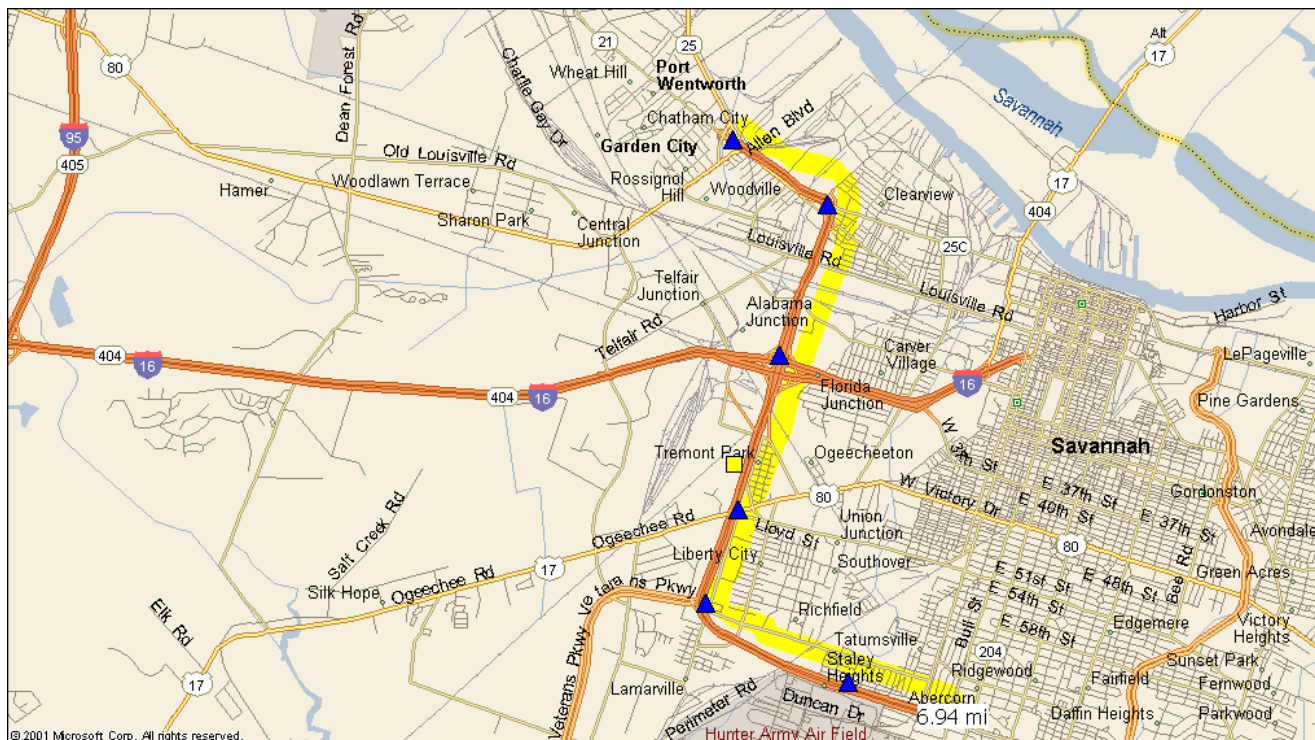 80
Dean Forest Rd
21
25
Alt
17
Wheat Hill
Port
Wentworth
Charlie Gay Dr
Savannah
95
405
Chatham City
Allen Blvd
Garden City
Old Louisville Rd
Rossignol
Hill
Woodville
Clearview
17
404
Hamer
Woodlawn Terrace
Sharon Park
Central
Junction
Louisville Rd
25C
Telfair
Junction
Alabama
Junction
Louisville Rd
Harbor St
Telfair Rd
Carver
Village
LePageville
404
16
404
16
16
Florida
Junction
Pine Gardens
W 37th St
Savannah
Tremont Park
Ogeecheeton
E 37th St
E 37th St
Gordonston
80
W Victory Dr
E 40th St
Avondale
Ogeechee Rd
Lloyd St
Union
Junction
80
Bee Rd
Salt Creek Rd
Liberty City
Southover
E 51st St
E 48th St
Green Acres
17
Silk Hope
Ogeechee Rd
Veterans Pkwy
E 54th St
Richfield
Bull St
E 58th St
Edgemere
Victory
Heights
Elk Rd
Tatumsville
204
Staley
Heights
Ridgewood
Sunset Park
17
Veterans Pkwy
Lamarville
Perimeter Rd
Duncan Dr
Abercorn
Fairfield
Fernwood
6.94 mi
Daffin Heights
Parkwood
Hunter Army Air Field
© 2001 Microsoft Corp. All rights reserved.